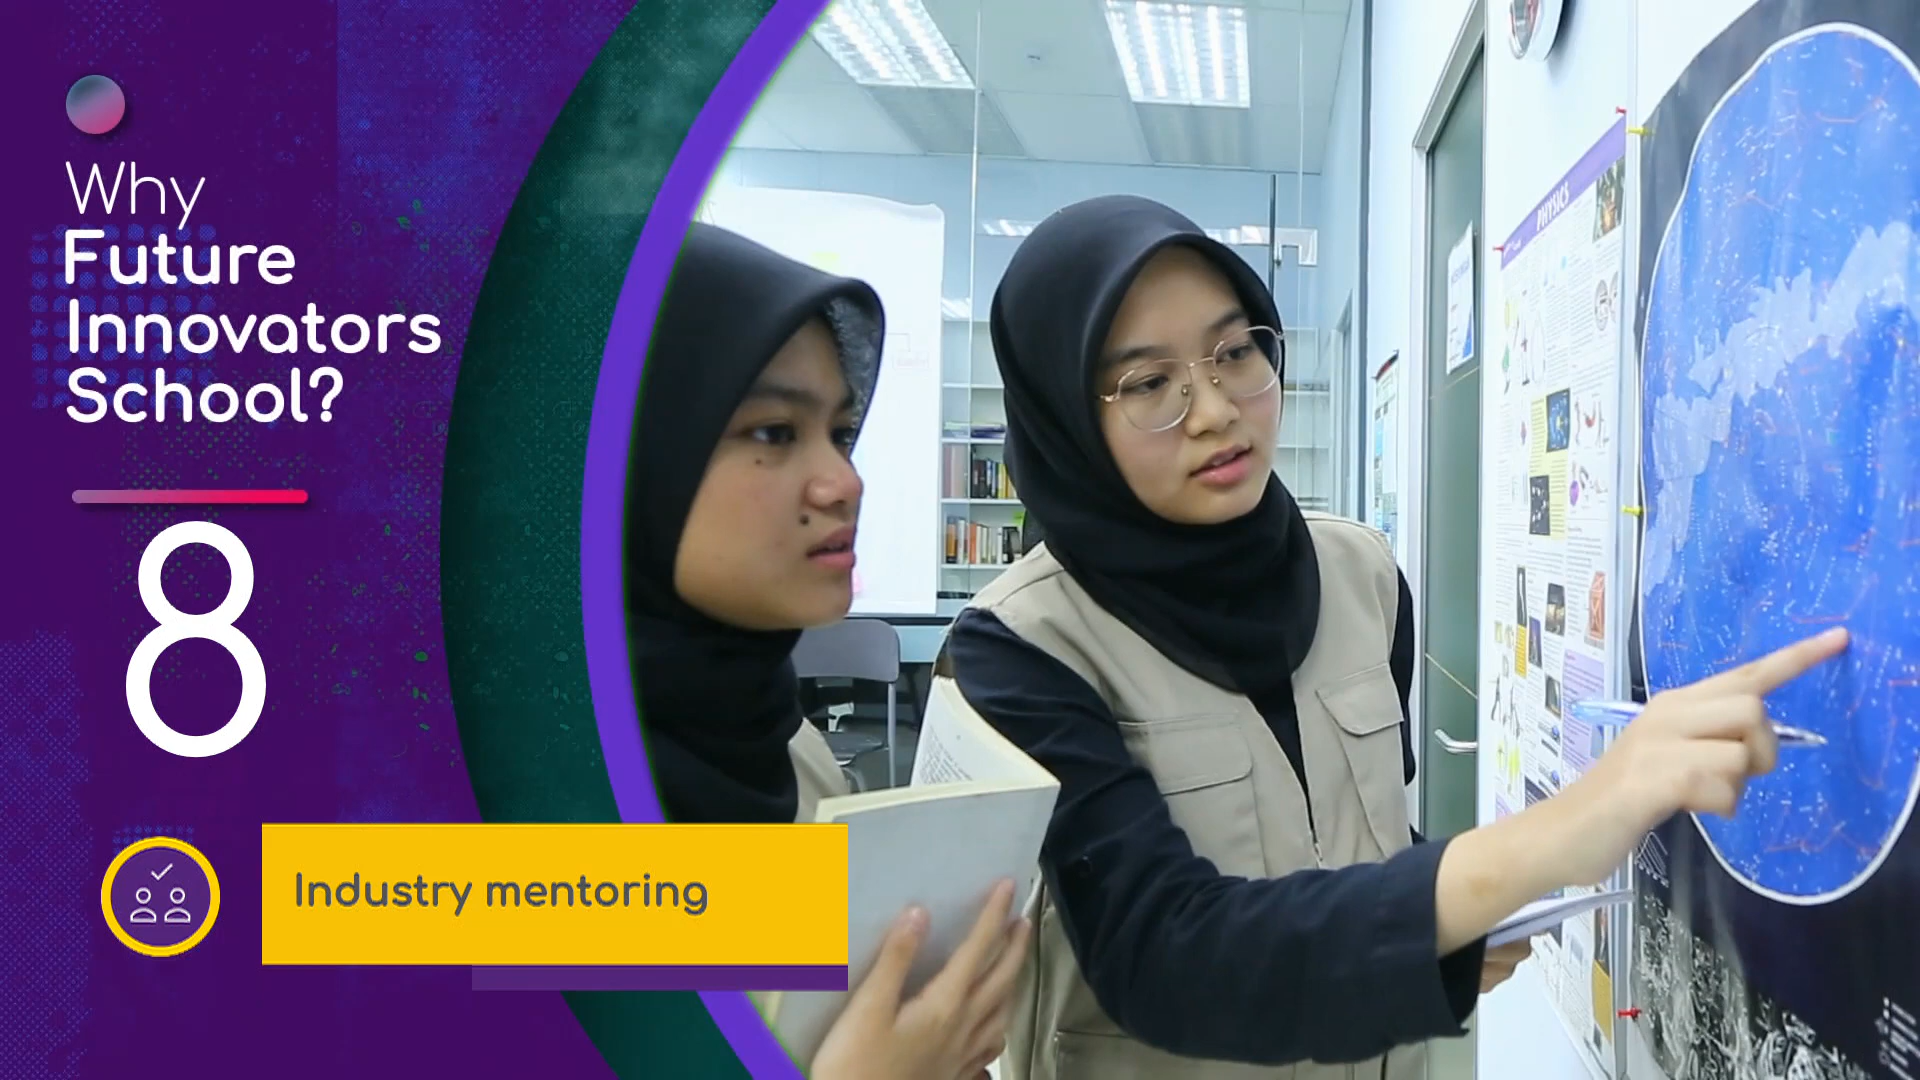 Why
Future
Innovators
School?
8
Industry mentoring
PHYSICS